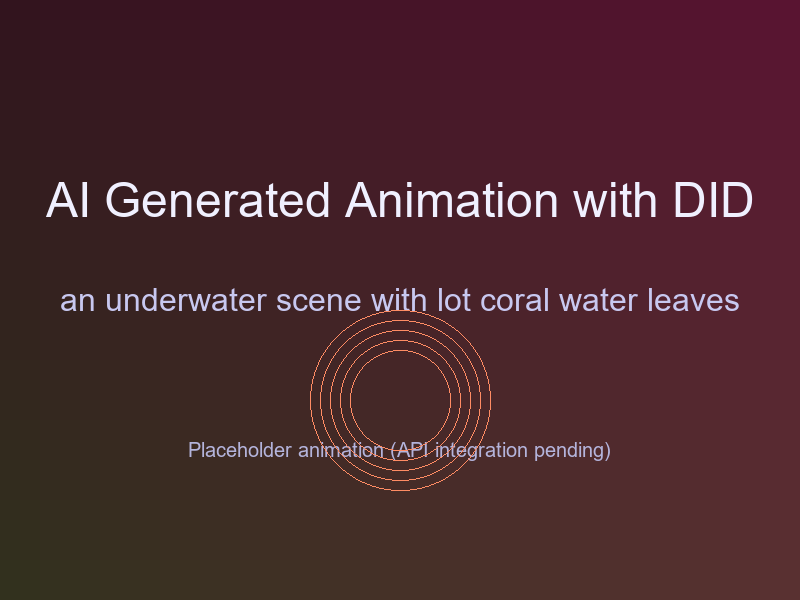 AI Generated Animation with DID
an underwater scene with lot coral water leaves
Placeholder animation (API integration pending)